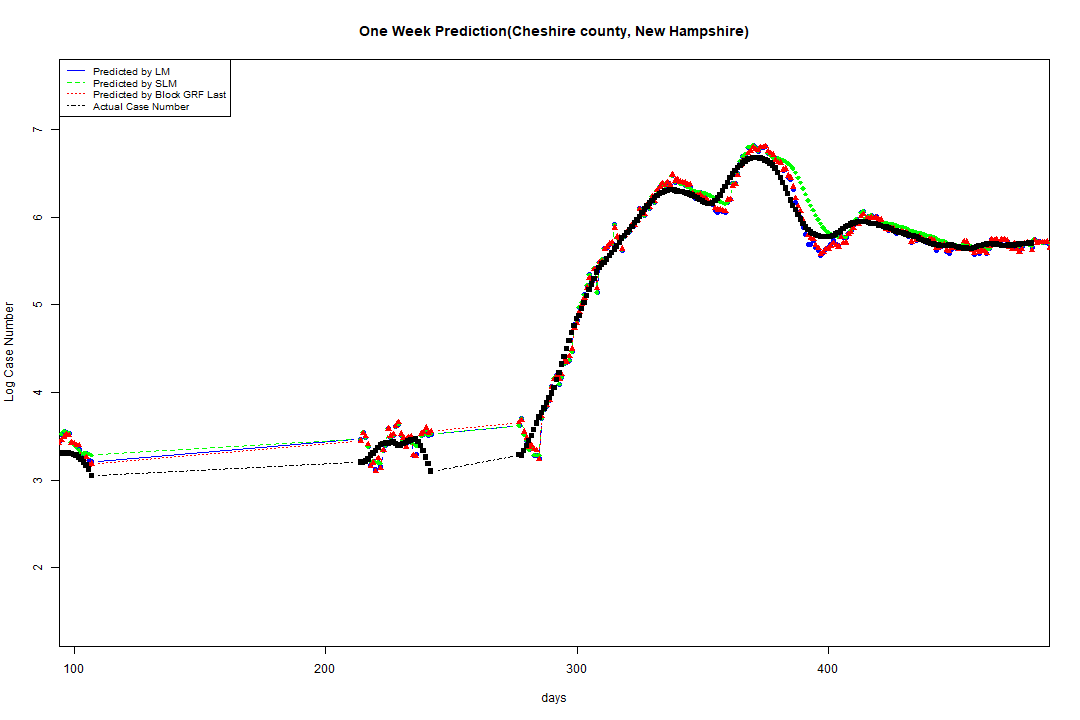 One Week Prediction(Cheshire county, New Hampshire)
Predicted by LM
Predicted by SLM
Predicted by Block GRF Last
Actual Case Number
7
6
5
4
3
2
Log Case Number
100 200 300 400
days